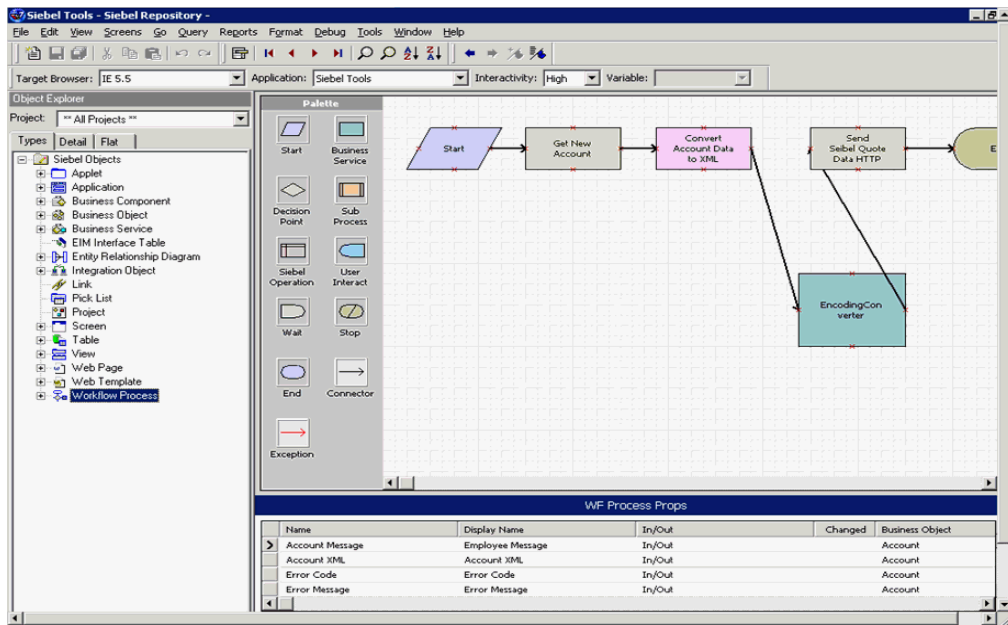 Siebel Tools - Siebel Repository -
File Edit View Screens Go Query Reports Format Debug Tools Window Help
Target Browser: IE 5.5 Application: Siebel Tools Interactivity: High Variable:
Object Explorer
Project: ** All Projects **
Types Detail Flat
Siebel Objects
Applet
Application
Business Component
Business Object
Business Service
EIM Interface Table
Entity Relationship Diagram
Integration Object
Link
Pick List
Project
Screen
Table
View
Web Page
Web Template
Workflow Process
Palette
Start
Business
Service
Decision
Point
Sub
Process
Siebel
Operation
User
Interact
Wait
Stop
End
Connector
Exception
Start
Get New
Account
Convert
Account Data
to XML
Send
Seibel Quote
Data HTTP
E
EncodingCon
verter
WF Process Props
Name Display Name In/Out Changed Business Object
Account Message Employee Message In/Out Account
Account XML Account XML In/Out Account
Error Code Error Code In/Out Account
Error Message Error Message In/Out Account